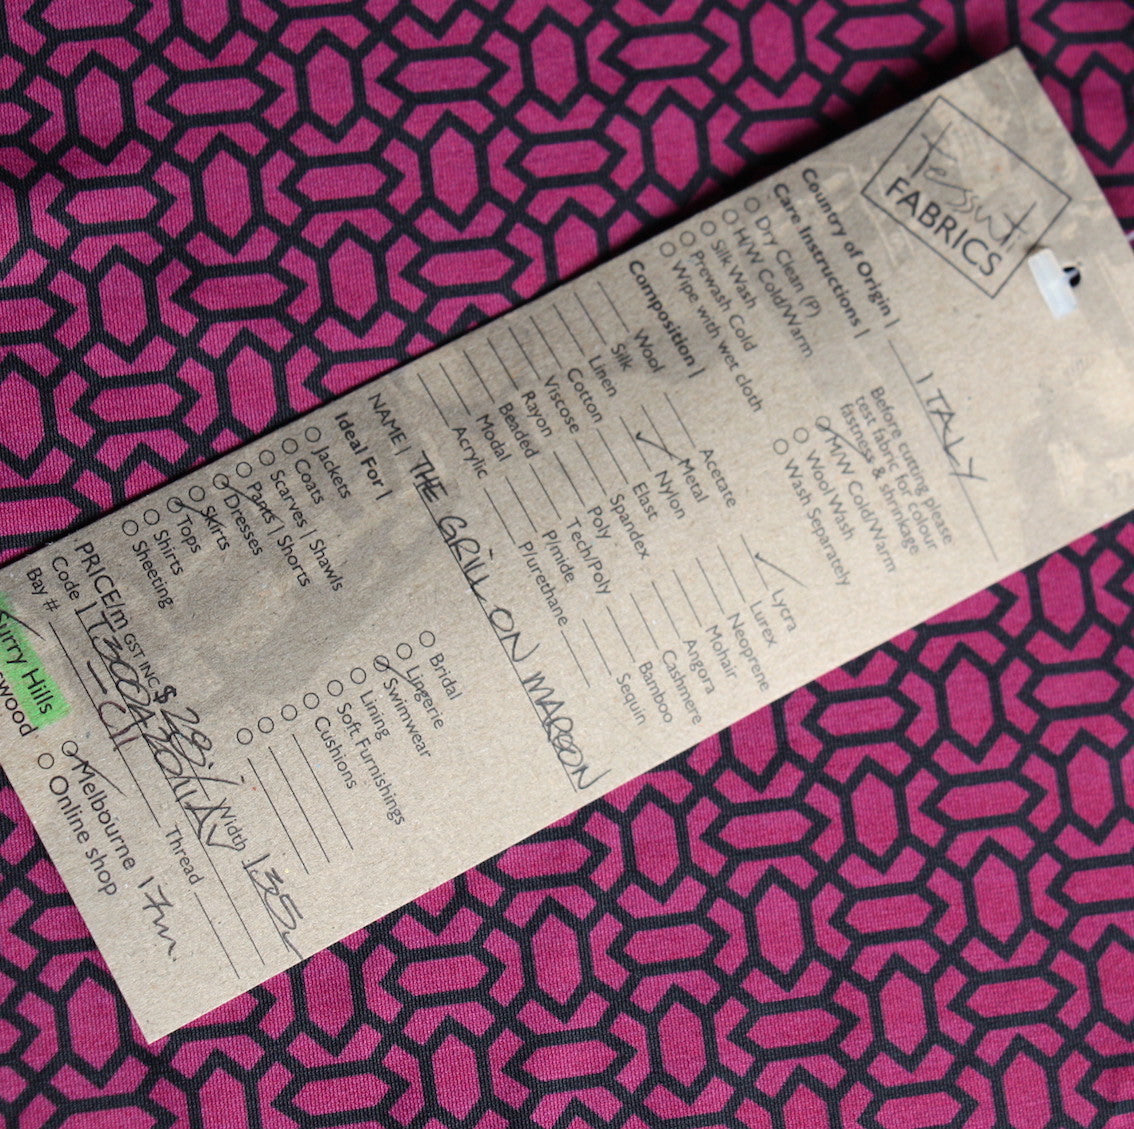 Tessuti
FABRICS
Country of Origin | ITALY
Care Instructions |
Dry Clean (P)
H/W Cold/Warm
Silk Wash
Prewash Cold
Wipe with wet cloth
Before cutting please
test fabric for colour
fastness & shrinkage
M/W Cold/Warm
Wool Wash
Wash Separately
Composition |
Wool
Silk
Linen
Cotton
Viscose
Rayon
Beaded
Modal
Acrylic
Acetate
Metal
Nylon
Elast
Spandex
Poly
Tech/Poly
P/mide
P/urethane
Lycra
Lurex
Neoprene
Mohair
Angora
Cashmere
Bamboo
Sequin
NAME | THE GRILL ON MAROON
Ideal For |
Jackets
Coats
Scarves | Shawls
Pants | Shorts
Dresses
Skirts
Tops
Shirts
Sheeting
Bridal
Lingerie
Swimwear
Lining
Soft Furnishings
Cushions
PRICE/m GST INC $ 28 Width 135
Code |
Bay # Thread
Surry Hills
Melbourne 17m
Online shop